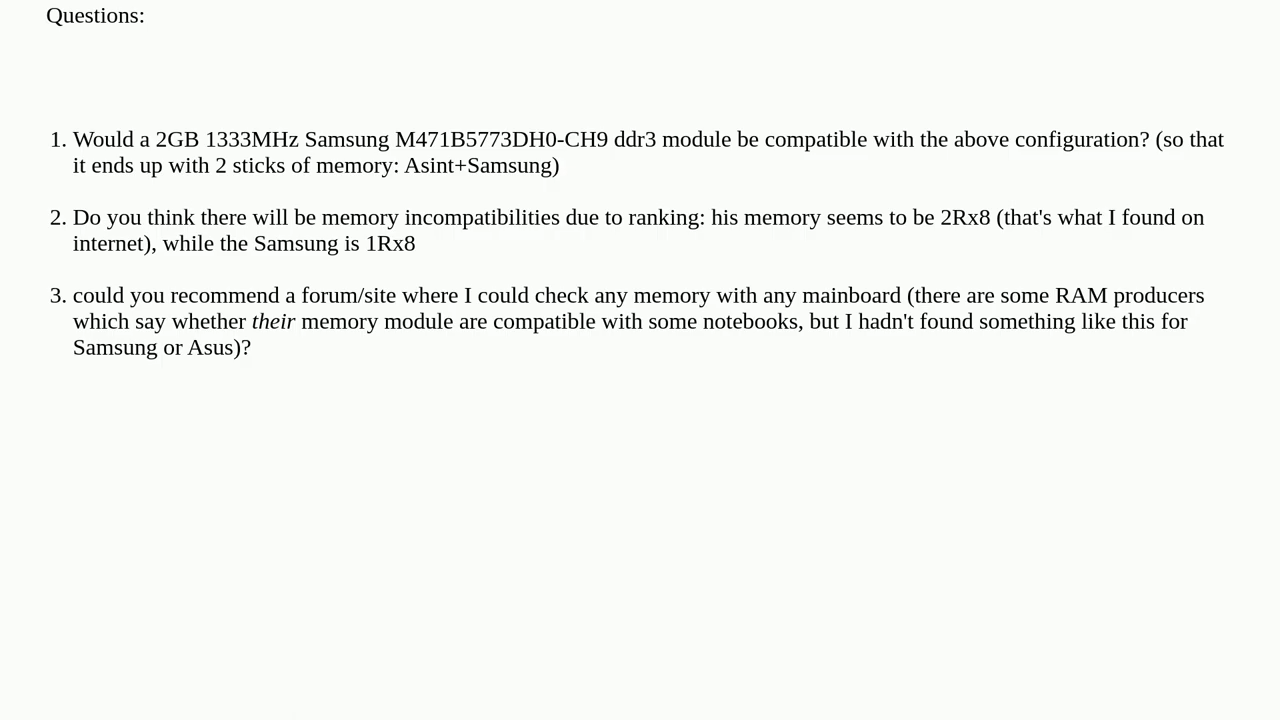 Questions:
1. Would a 2GB 1333MHz Samsung M471B5773DH0-CH9 ddr3 module be compatible with the above configuration? (so that
it ends up with 2 sticks of memory: Asint+Samsung)
2. Do you think there will be memory incompatibilities due to ranking: his memory seems to be 2Rx8 (that's what I found on
internet), while the Samsung is 1Rx8
3. could you recommend a forum/site where I could check any memory with any mainboard (there are some RAM producers
which say whether their memory module are compatible with some notebooks, but I hadn't found something like this for
Samsung or Asus)?